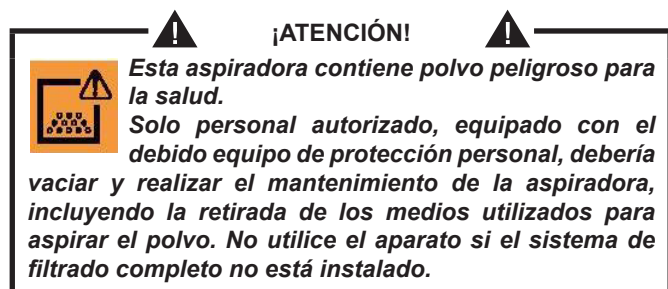 ¡ATENCIÓN!
Esta aspiradora contiene polvo peligroso para
la salud.
Solo personal autorizado, equipado con el
debido equipo de protección personal, debería
vaciar y realizar el mantenimiento de la aspiradora,
incluyendo la retirada de los medios utilizados para
aspirar el polvo. No utilice el aparato si el sistema de
filtrado completo no está instalado.